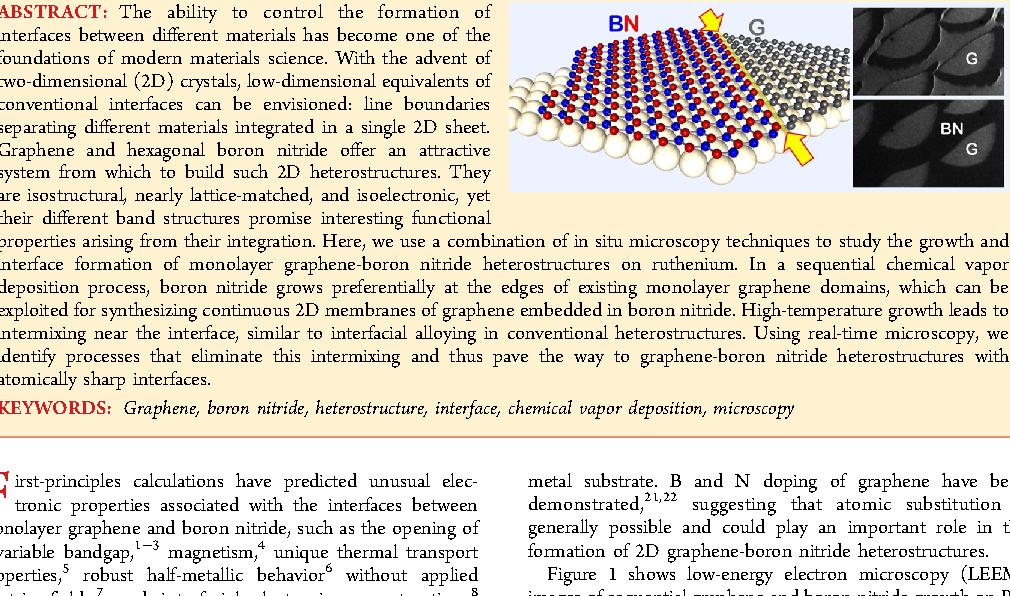 ABSTRACT: The ability to control the formation of
interfaces between different materials has become one of the
foundations of modern materials science. With the advent of
two-dimensional (2D) crystals, low-dimensional equivalents of
conventional interfaces can be envisioned: line boundaries
separating different materials integrated in a single 2D sheet.
Graphene and hexagonal boron nitride offer an attractive
system from which to build such 2D heterostructures. They
are isostructural, nearly lattice-matched, and isoelectronic, yet
their different band structures promise interesting functional
BN
G
G
BN
G
properties arising from their integration. Here, we use a combination of in situ microscopy techniques to study the growth and
interface formation of monolayer graphene-boron nitride heterostructures on ruthenium. In a sequential chemical vapor
deposition process, boron nitride grows preferentially at the edges of existing monolayer graphene domains, which can be
exploited for synthesizing continuous 2D membranes of graphene embedded in boron nitride. High-temperature growth leads to
intermixing near the interface, similar to interfacial alloying in conventional heterostructures. Using real-time microscopy, we
identify processes that eliminate this intermixing and thus pave the way to graphene-boron nitride heterostructures with
atomically sharp interfaces.
KEYWORDS: Graphene, boron nitride, heterostructure, interface, chemical vapor deposition, microscopy
irst-principles calculations have predicted unusual elec-
tronic properties associated with the interfaces between
onolayer graphene and boron nitride, such as the opening of
variable bandgap,1−3 magnetism,4 unique thermal transport
operties,5 robust half-metallic behavior6 without applied
metal substrate. B and N doping of graphene have be
demonstrated,21,22 suggesting that atomic substitution
generally possible and could play an important role in th
formation of 2D graphene-boron nitride heterostructures.
Figure 1 shows low-energy electron microscopy (LEEM